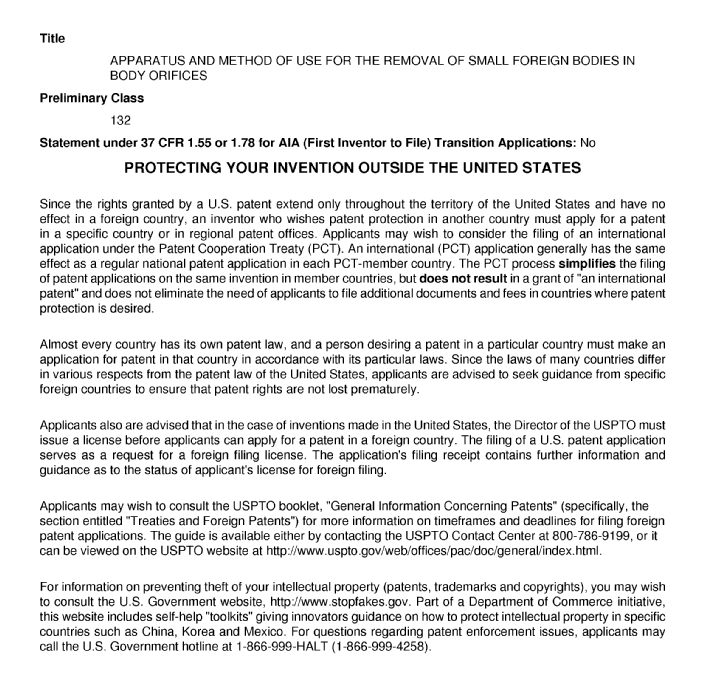 Title
APPARATUS AND METHOD OF USE FOR THE REMOVAL OF SMALL FOREIGN BODIES IN
BODY ORIFICES
Preliminary Class
132
Statement under 37 CFR 1.55 or 1.78 for AIA (First Inventor to File) Transition Applications: No
PROTECTING YOUR INVENTION OUTSIDE THE UNITED STATES
Since the rights granted by a U.S. patent extend only throughout the territory of the United States and have no
effect in a foreign country, an inventor who wishes patent protection in another country must apply for a patent
in a specific country or in regional patent offices. Applicants may wish to consider the filing of an international
application under the Patent Cooperation Treaty (PCT). An international (PCT) application generally has the same
effect as a regular national patent application in each PCT-member country. The PCT process simplifies the filing
of patent applications on the same invention in member countries, but does not result in a grant of "an international
patent" and does not eliminate the need of applicants to file additional documents and fees in countries where patent
protection is desired.
Almost every country has its own patent law, and a person desiring a patent in a particular country must make an
application for patent in that country in accordance with its particular laws. Since the laws of many countries differ
in various respects from the patent law of the United States, applicants are advised to seek guidance from specific
foreign countries to ensure that patent rights are not lost prematurely.
Applicants also are advised that in the case of inventions made in the United States, the Director of the USPTO must
issue a license before applicants can apply for a patent in a foreign country. The filing of a U.S. patent application
serves as a request for a foreign filing license. The application's filing receipt contains further information and
guidance as to the status of applicant's license for foreign filing.
Applicants may wish to consult the USPTO booklet, "General Information Concerning Patents" (specifically, the
section entitled "Treaties and Foreign Patents") for more information on timeframes and deadlines for filing foreign
patent applications. The guide is available either by contacting the USPTO Contact Center at 800-786-9199, or it
can be viewed on the USPTO website at http://www.uspto.gov/web/offices/pac/doc/general/index.html.
For information on preventing theft of your intellectual property (patents, trademarks and copyrights), you may wish
to consult the U.S. Government website, http://www.stopfakes.gov. Part of a Department of Commerce initiative,
this website includes self-help "toolkits" giving innovators guidance on how to protect intellectual property in specific
countries such as China, Korea and Mexico. For questions regarding patent enforcement issues, applicants may
call the U.S. Government hotline at 1-866-999-HALT (1-866-999-4258).